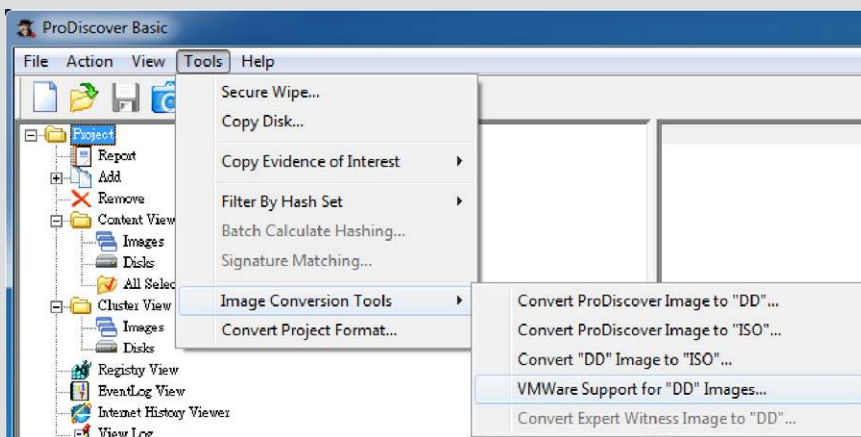 ProDiscover Basic
File Action View Tools Help
Secure Wipe...
Copy Disk...
Copy Evidence of Interest
Filter By Hash Set
Batch Calculate Hashing...
Signature Matching...
Image Conversion Tools
Convert Project Format...
Project
Report
Add
Remove
Content View
Images
Disks
All Selec
Cluster View
Images
Disks
Registry View
EventLog View
Internet History Viewer
View Log
Convert ProDiscover Image to "DD"...
Convert ProDiscover Image to "ISO"...
Convert "DD" Image to "ISO"...
VMWare Support for "DD" Images...
Convert Expert Witness Image to "DD"...